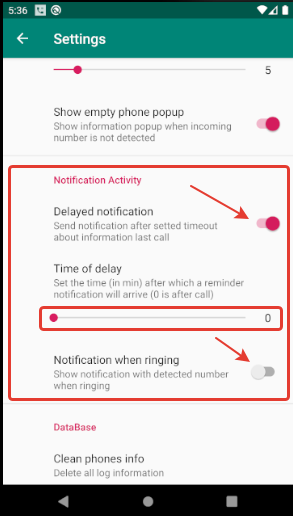 5:36
Settings
5
Show empty phone popup
Show information popup when incoming
number is not detected
Notification Activity
Delayed notification
Send notification after setted timeout
about information last call
Time of delay
Set the time (in min) after which a reminder
notification will arrive (0 is after call)
0
Notification when ringing
Show notification with detected number
when ringing
DataBase
Clean phones info
Delete all log information